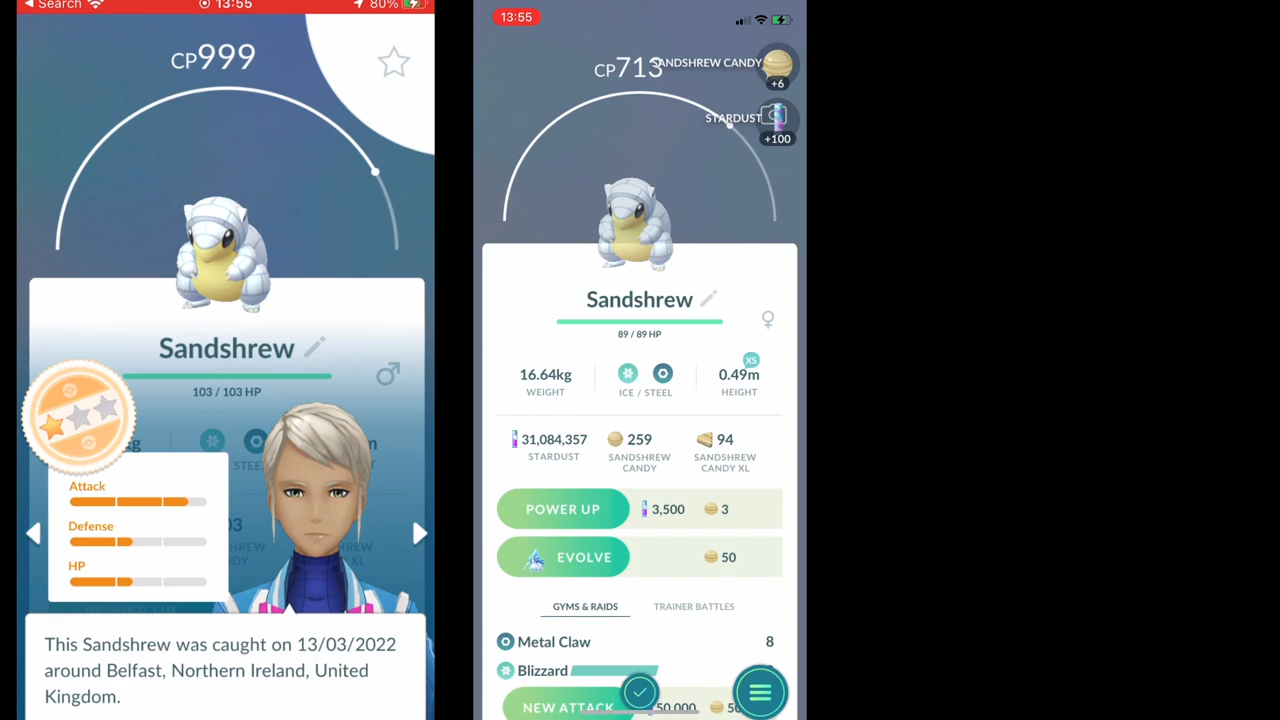 Search
13:55
80%
CP999
Sandshrew
103 / 103 HP
Attack
Defense
HP
This Sandshrew was caught on 13/03/2022
around Belfast, Northern Ireland, United
Kingdom.
13:55
CP713
SANDSHREW CANDY
+6
STARDUST
+100
Sandshrew
89 / 89 HP
XS
16.64kg
0.49m
WEIGHT
ICE / STEEL
HEIGHT
31,084,357
259
94
STARDUST
SANDSHREW
CANDY
SANDSHREW
CANDY XL
POWER UP
3,500
3
EVOLVE
50
GYMS & RAIDS
TRAINER BATTLES
Metal Claw
8
Blizzard
NEW ATTACK
50,000